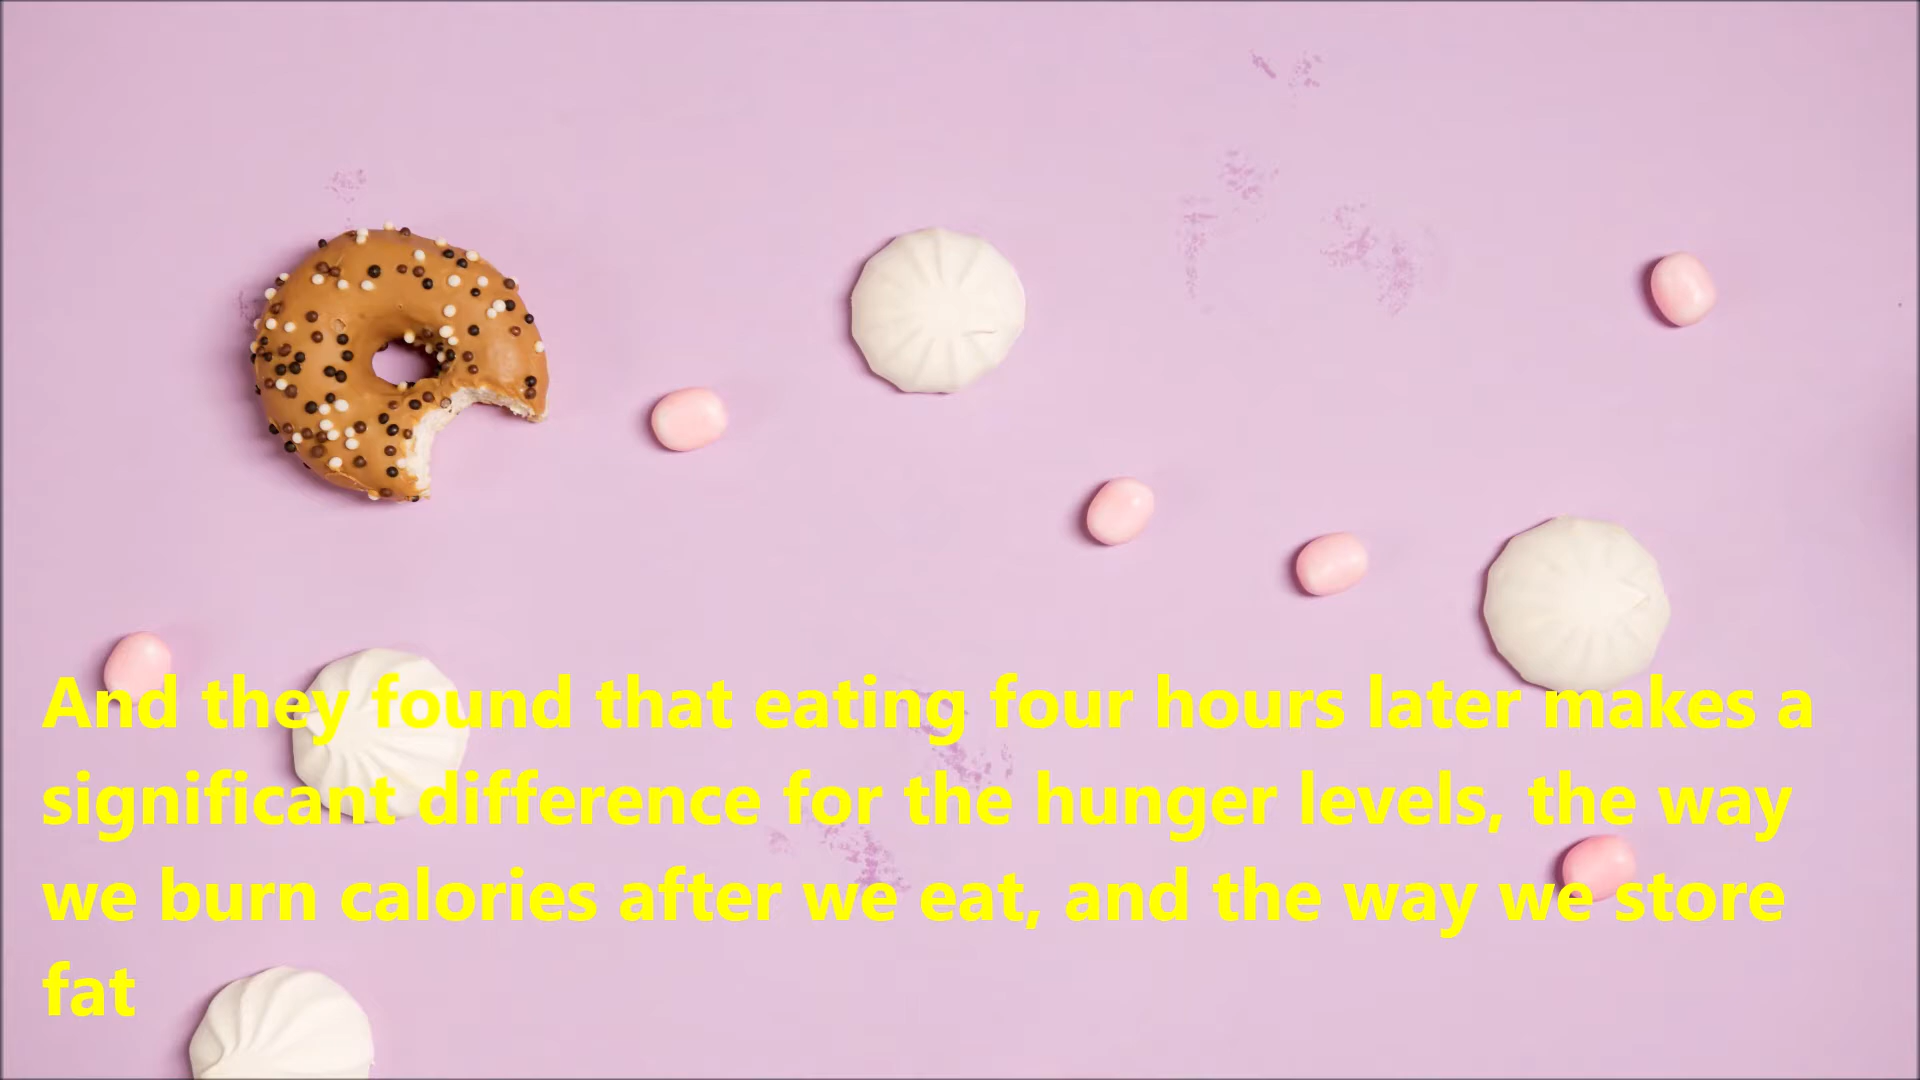 And they found that eating four hours later makes a
significant difference for the hunger levels, the way
we burn calories after we eat, and the way we store
fat